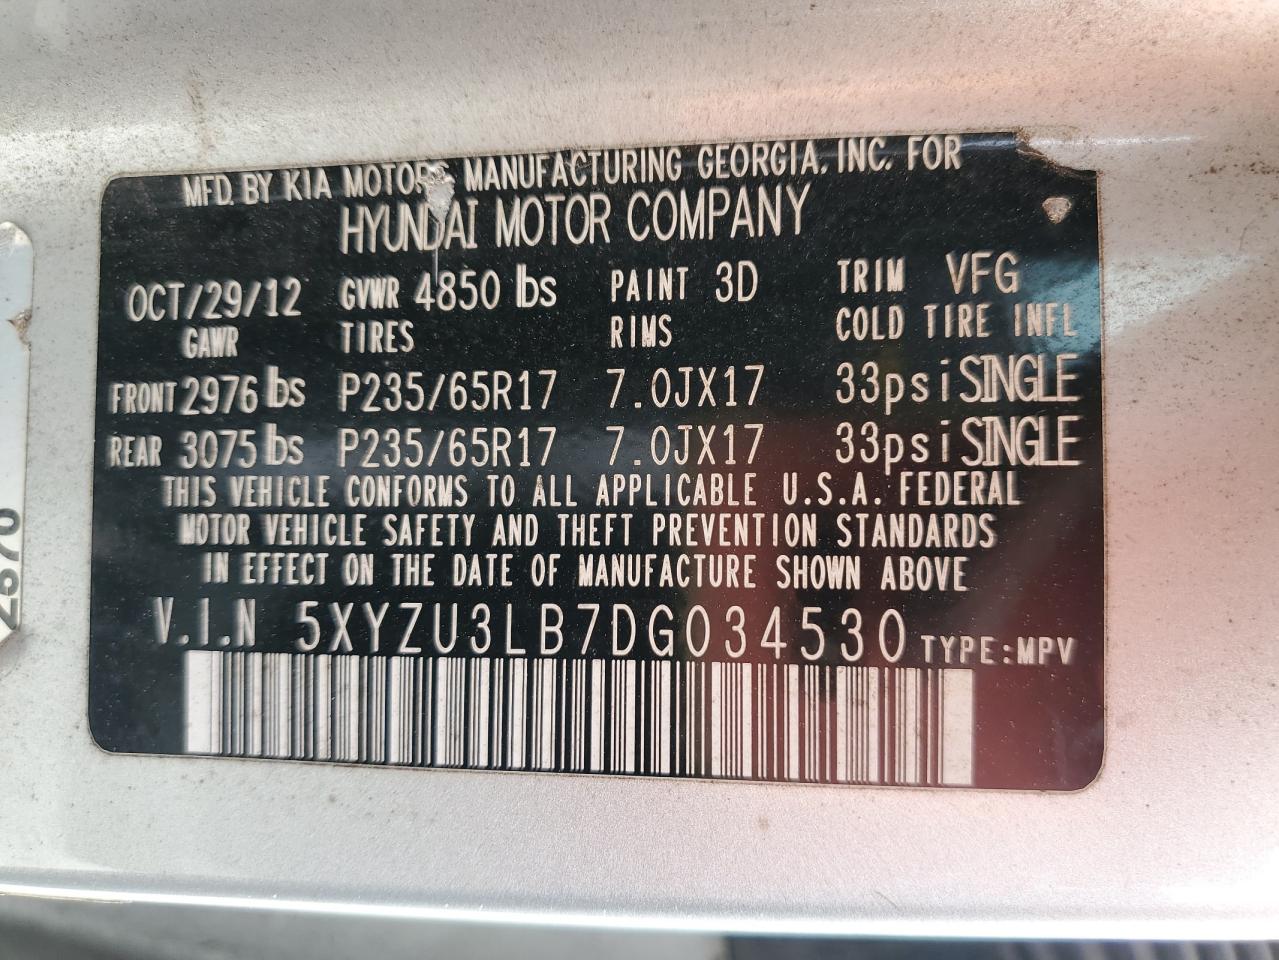 MFD. BY KIA MOTORS MANUFACTURING GEORGIA, INC. FOR
HYUNDAI MOTOR COMPANY
OCT/29/12 GVWR 4850 lbs PAINT 3D TRIM VFG
GAWR TIRES RIMS COLD TIRE INFL
FRONT 2976 lbs P235/65R17 7.0JX17 33psi SINGLE
REAR 3075 lbs P235/65R17 7.0JX17 33psi SINGLE
THIS VEHICLE CONFORMS TO ALL APPLICABLE U.S.A. FEDERAL
MOTOR VEHICLE SAFETY AND THEFT PREVENTION STANDARDS
IN EFFECT ON THE DATE OF MANUFACTURE SHOWN ABOVE
V.I.N 5XYZU3LB7DG034530 TYPE:MPV